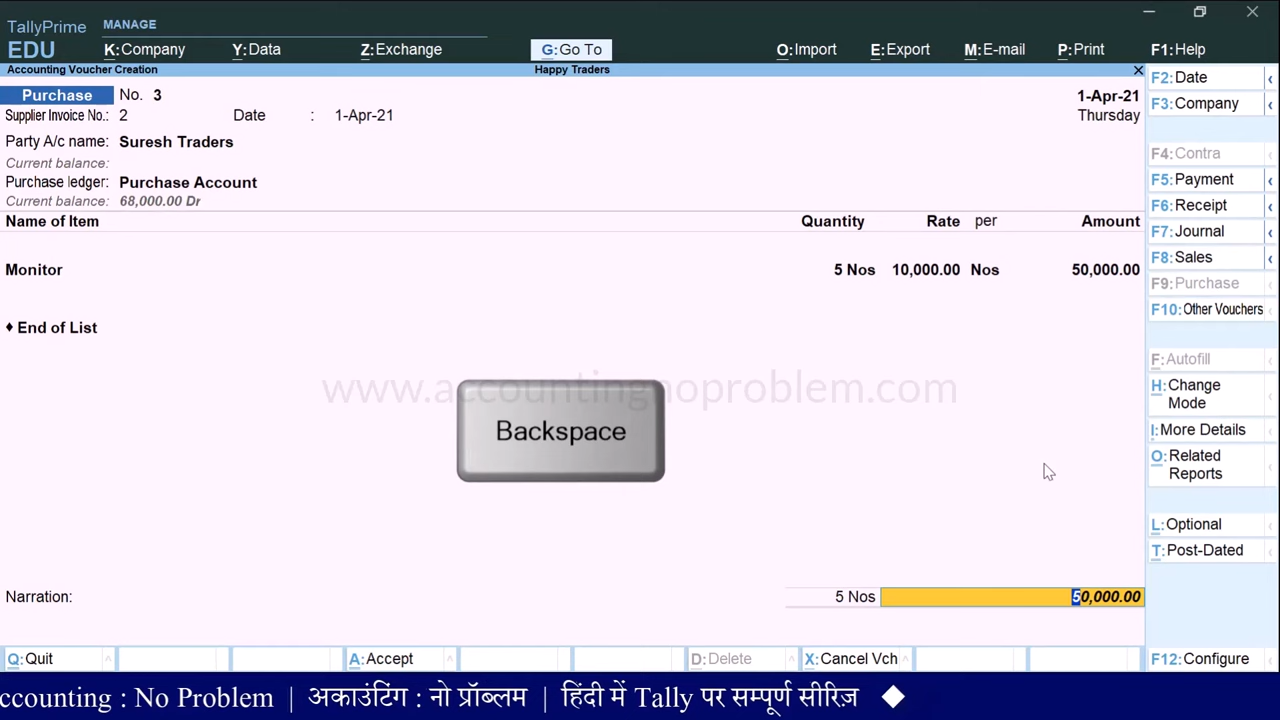 TallyPrime MANAGE
EDU K:Company Y:Data Z:Exchange G:Go To O:Import E:Export M:E-mail P:Print F1:Help
Accounting Voucher Creation Happy Traders
Purchase No. 3 1-Apr-21
Supplier Invoice No.: 2 Date : 1-Apr-21 Thursday
Party A/c name: Suresh Traders
Current balance:
Purchase ledger: Purchase Account
Current balance: 68,000.00 Dr
Name of Item Quantity Rate per Amount
Monitor 5 Nos 10,000.00 Nos 50,000.00
♦ End of List
www.accountingnoproblem.com
Backspace
Narration: 5 Nos 50,000.00
F2:Date
F3:Company
F4:Contra
F5:Payment
F6:Receipt
F7:Journal
F8:Sales
F9:Purchase
F10:Other Vouchers
F:Autofill
H:Change
Mode
I:More Details
O:Related
Reports
L:Optional
T:Post-Dated
Q:Quit A:Accept D:Delete X:Cancel Vch F12:Configure
ccounting : No Problem | अकाउंटिंग : नो प्रॉब्लम | हिंदी में Tally पर सम्पूर्ण सीरिज़ ◆